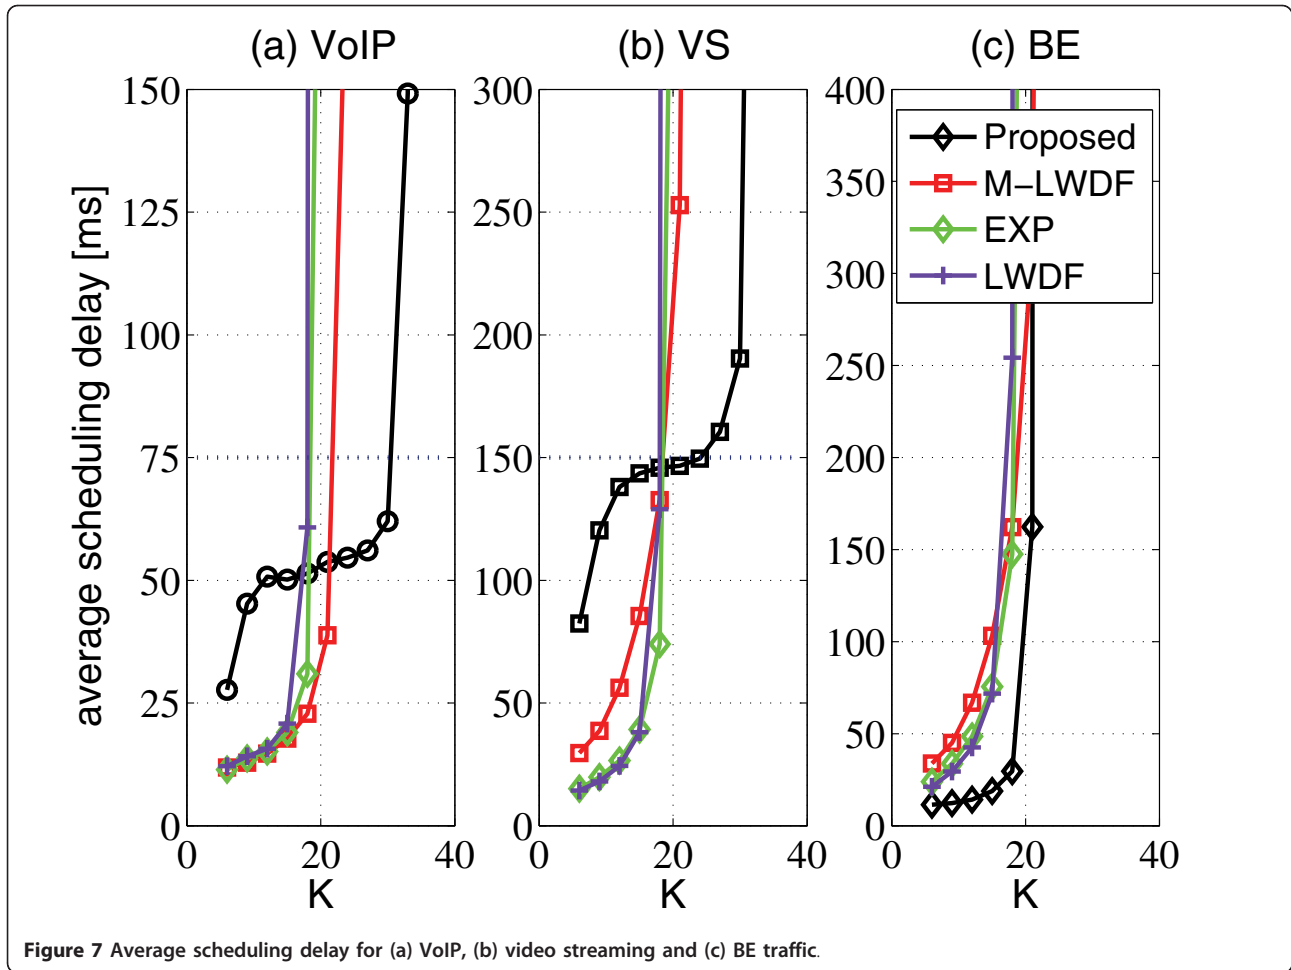 (a) VoIP
(b) VS
(c) BE
average scheduling delay [ms]
150
125
100
75
50
25
0
0
20
40
K
300
250
200
150
100
50
0
0
20
40
K
400
350
300
250
200
150
100
50
0
0
20
40
K
Proposed
M-LWDF
EXP
LWDF
Figure 7 Average scheduling delay for (a) VoIP, (b) video streaming and (c) BE traffic.